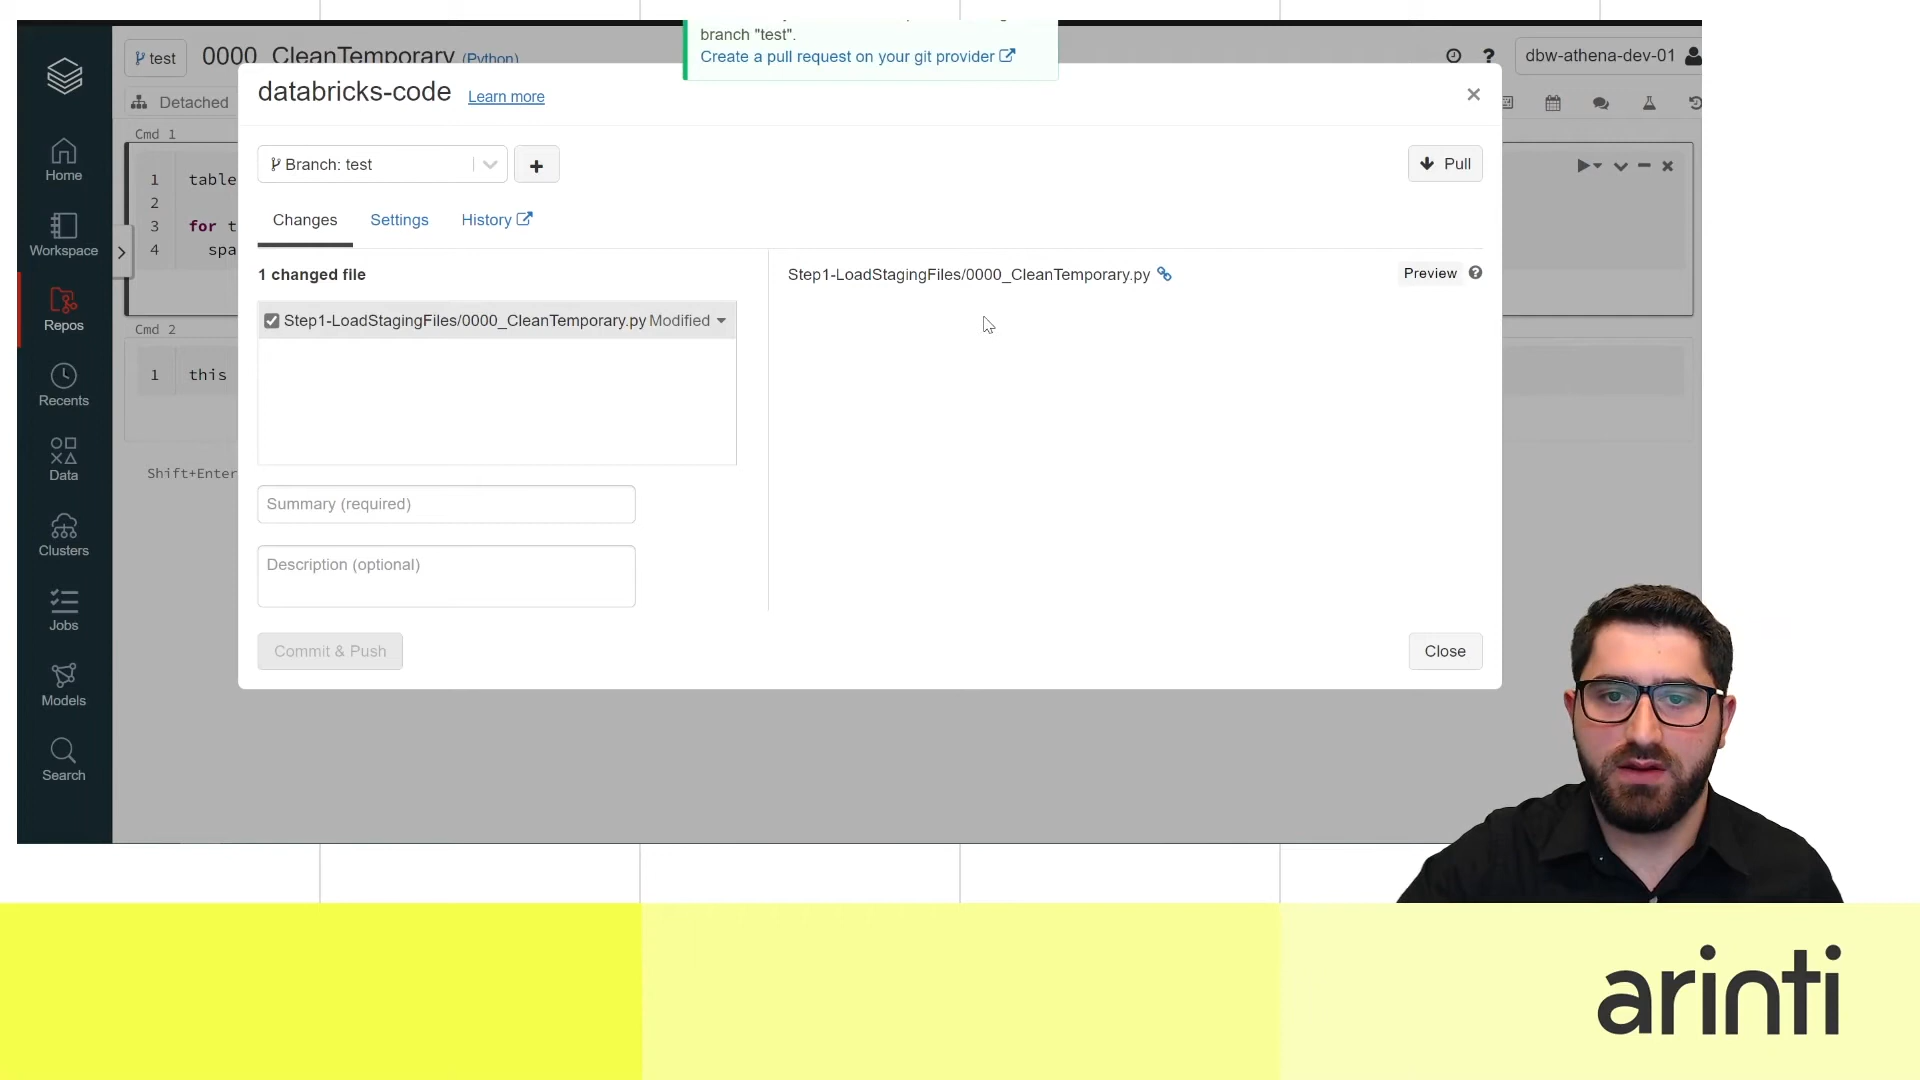 branch "test".
Create a pull request on your git provider
test
0000_CleanTemporary (Python)
dbw-athena-dev-01
Detached
databricks-code Learn more
Cmd 1
Branch: test
+
Pull
1 table
2
3 for t
4 spa
Changes Settings History
Home
Workspace
Repos
Recents
Data
Clusters
Jobs
Models
Search
1 changed file
Step1-LoadStagingFiles/0000_CleanTemporary.py
Preview
Step1-LoadStagingFiles/0000_CleanTemporary.py Modified
Cmd 2
1 this
Shift+Enter
Summary (required)
Description (optional)
Commit & Push
Close
arinti